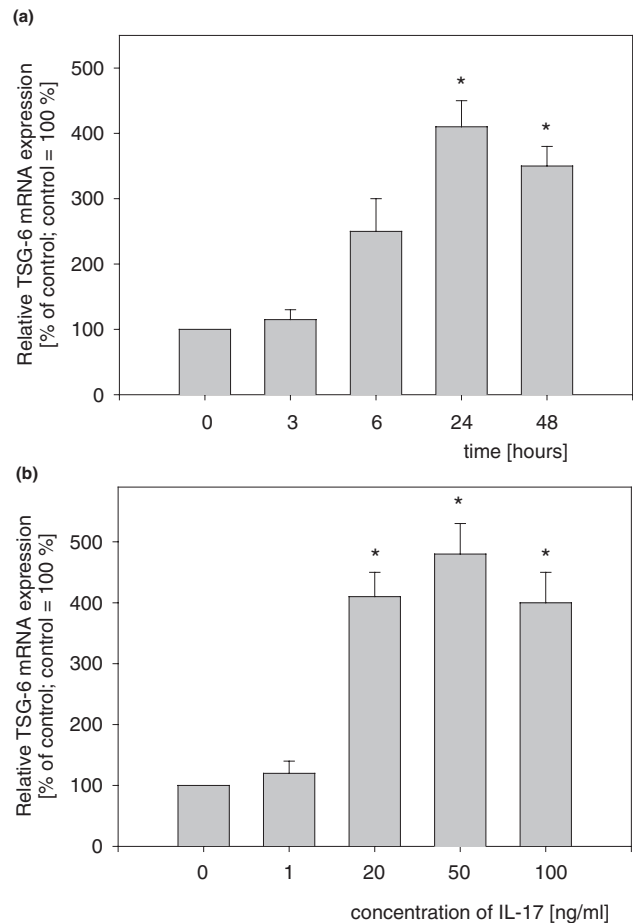 (a)
Relative TSG-6 mRNA expression
[% of control; control = 100 %]
500
400
300
200
100
0
*
*
0 3 6 24 48
time [hours]
(b)
Relative TSG-6 mRNA expression
[% of control; control = 100 %]
500
400
300
200
100
0
*
*
*
0 1 20 50 100
concentration of IL-17 [ng/ml]